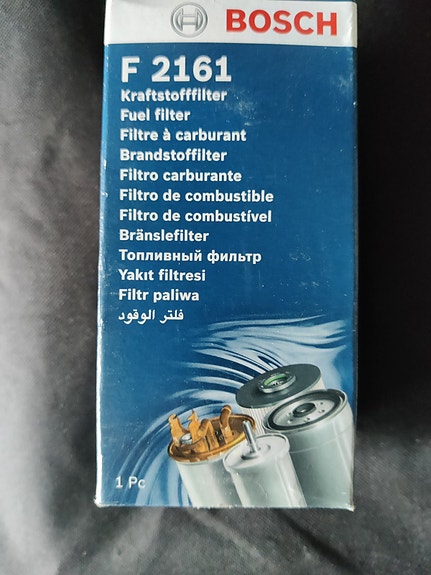 BOSCH
F 2161
Kraftstofffilter
Fuel filter
Filtre à carburant
Brandstoffilter
Filtro carburante
Filtro de combustible
Filtro de combustível
Bränslefilter
Топливный фильтр
Yakıt filtresi
Filtr paliwa
فلتر الوقود
1 Pc